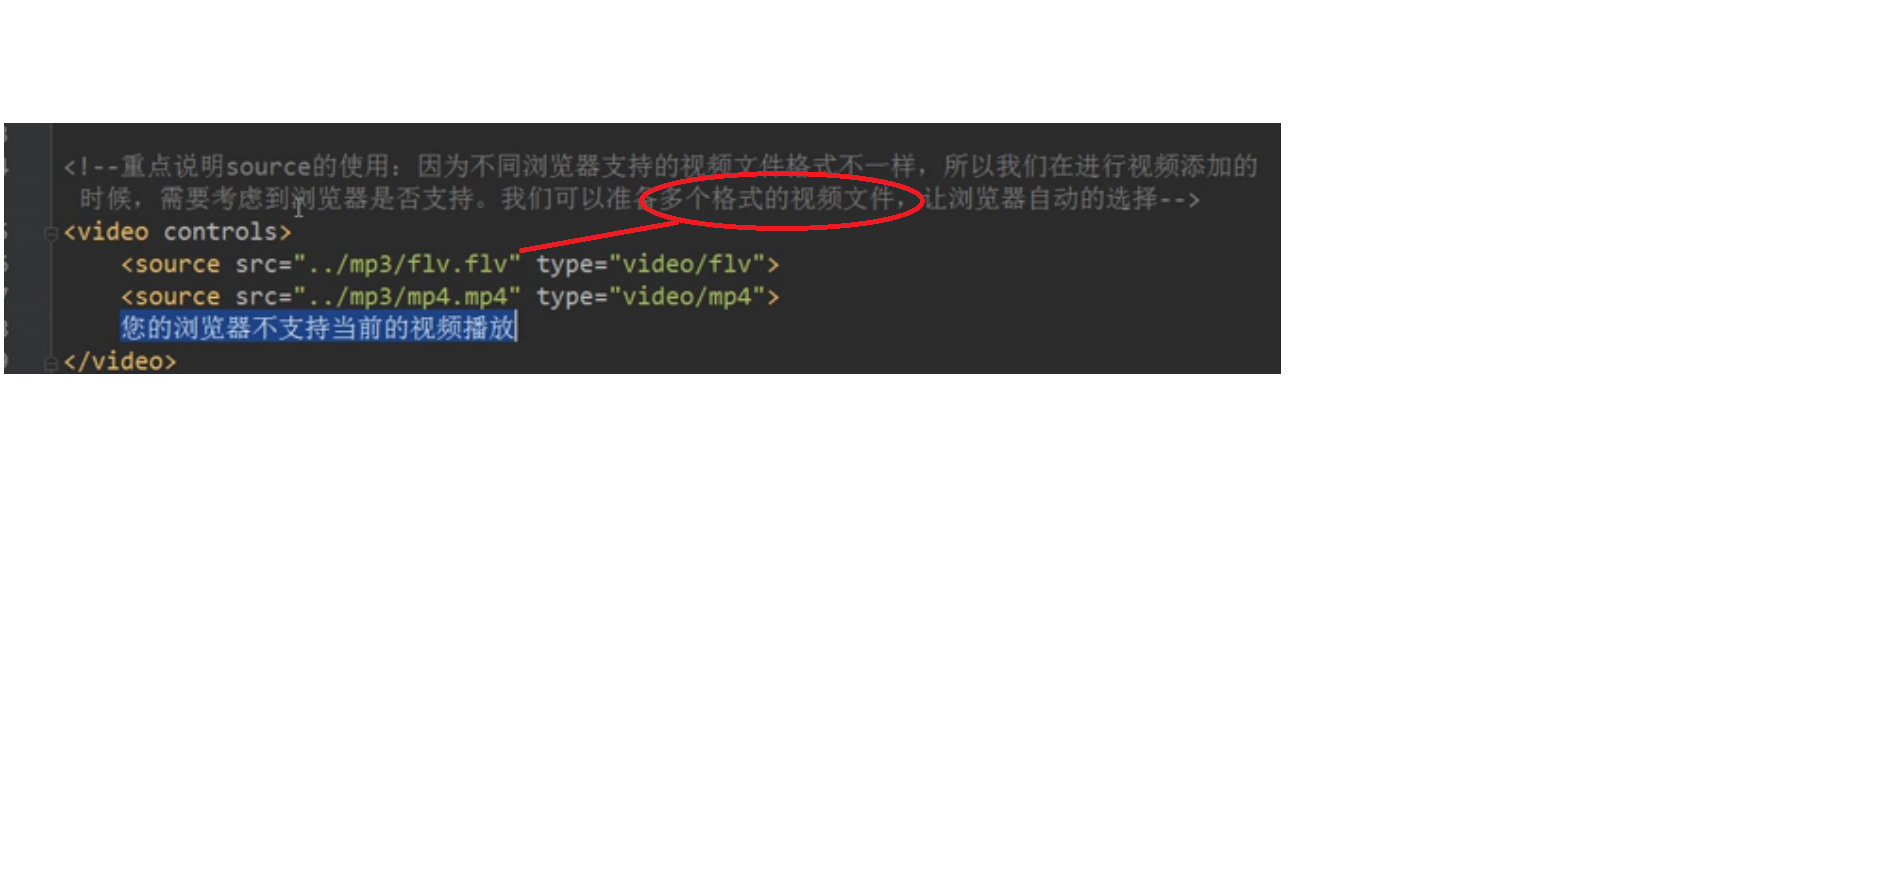 <!--重点说明source的使用：因为不同浏览器支持的视频文件格式不一样，所以我们在进行视频添加的
时候，需要考虑到浏览器是否支持。我们可以准备多个格式的视频文件，让浏览器自动的选择-->
<video controls>
<source src="../mp3/flv.flv" type="video/flv">
<source src="../mp3/mp4.mp4" type="video/mp4">
您的浏览器不支持当前的视频播放
</video>